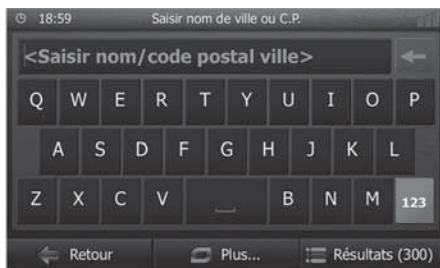 18:59 Saisir nom de ville ou C.P.
<Saisir nom/code postal ville>
Q W E R T Y U I O P
A S D F G H J K L
Z X C V B N M 123
Retour Plus... Résultats (300)